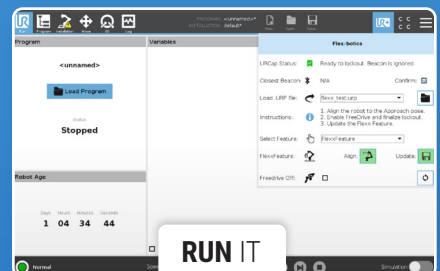 Run Program Installation Move I/O Log
PROGRAM <unnamed>*
INSTALLATION default*
New Open Save
Program
Variables
<unnamed>
Load Program
Status
Stopped
Robot Age
Days Hours Minutes Seconds
1 04 34 44
Flex-botics
URCap Status: Ready to lockout. Beacon is ignored.
Closest Beacon: N/A Confirm:
Load .URP file: flexx_test.urp
Instructions: 1. Align the robot to the Approach pose.
2. Enable FreeDrive and finalize lockout.
3. Update the Flexx Feature.
Select Feature: FlexxFeature
FlexxFeature: Align: Update:
Freedrive Off:
RUN IT
Normal
Simulation